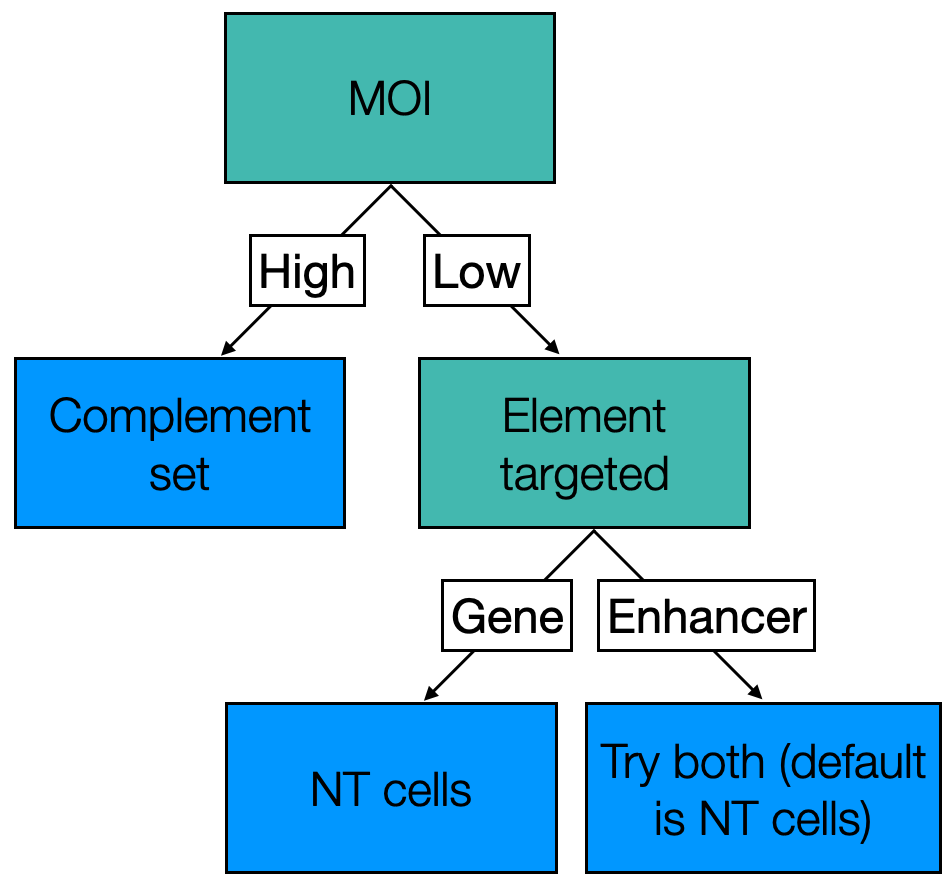 MOI
High
Low
Complement
set
Element
targeted
Gene
Enhancer
NT cells
Try both (default
is NT cells)